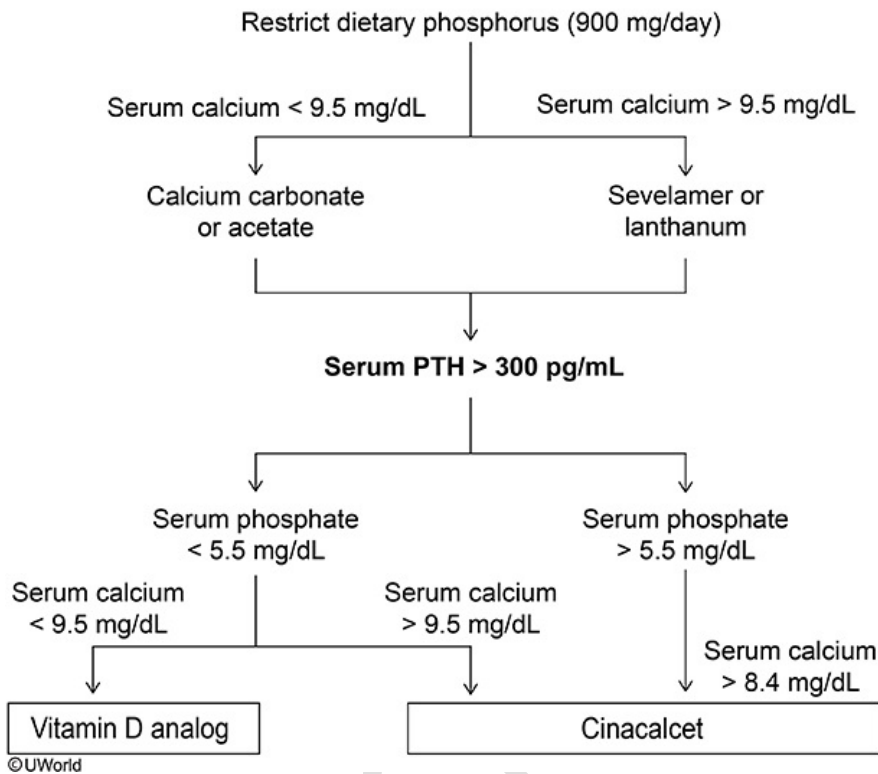 Restrict dietary phosphorus (900 mg/day)
Serum calcium < 9.5 mg/dL
Serum calcium > 9.5 mg/dL
Calcium carbonate
or acetate
Sevelamer or
lanthanum
Serum PTH > 300 pg/mL
Serum phosphate
< 5.5 mg/dL
Serum phosphate
> 5.5 mg/dL
Serum calcium
< 9.5 mg/dL
Serum calcium
> 9.5 mg/dL
Serum calcium
> 8.4 mg/dL
Vitamin D analog
Cinacalcet
©UWorld